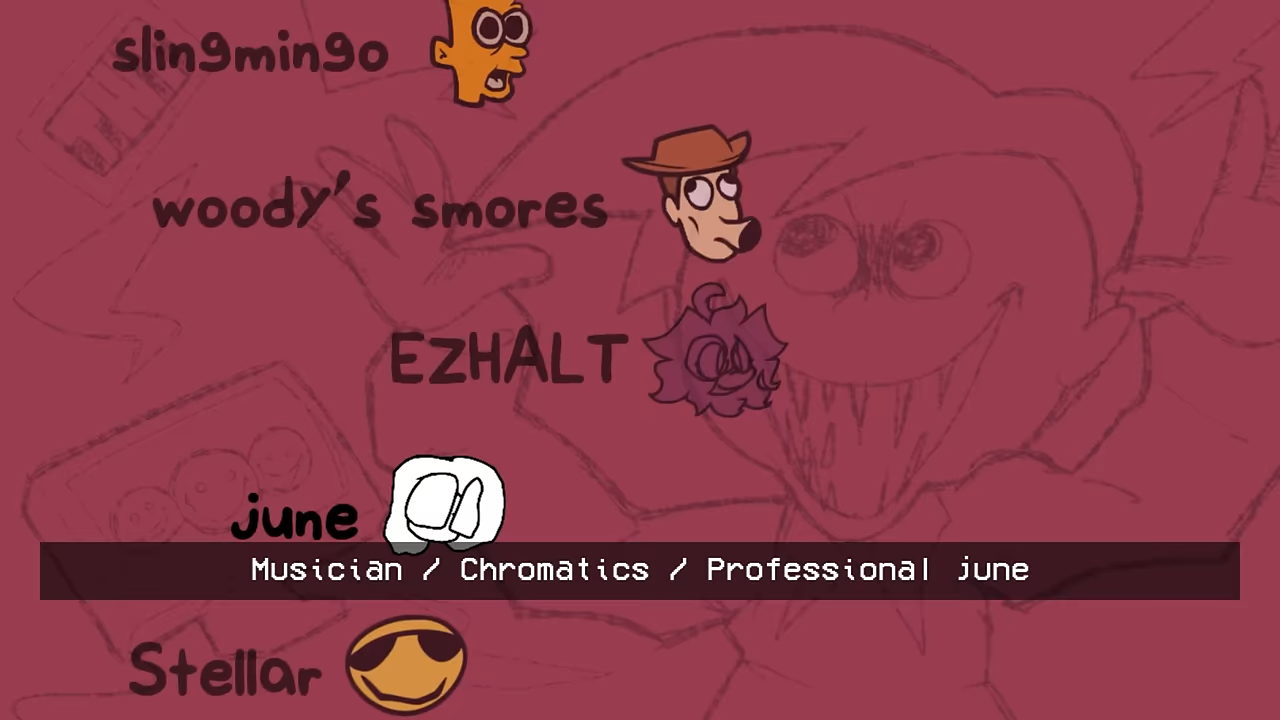 slingmingo
woody's smores
EZHALT
june
Musician / Chromatics / Professional june
Stellar